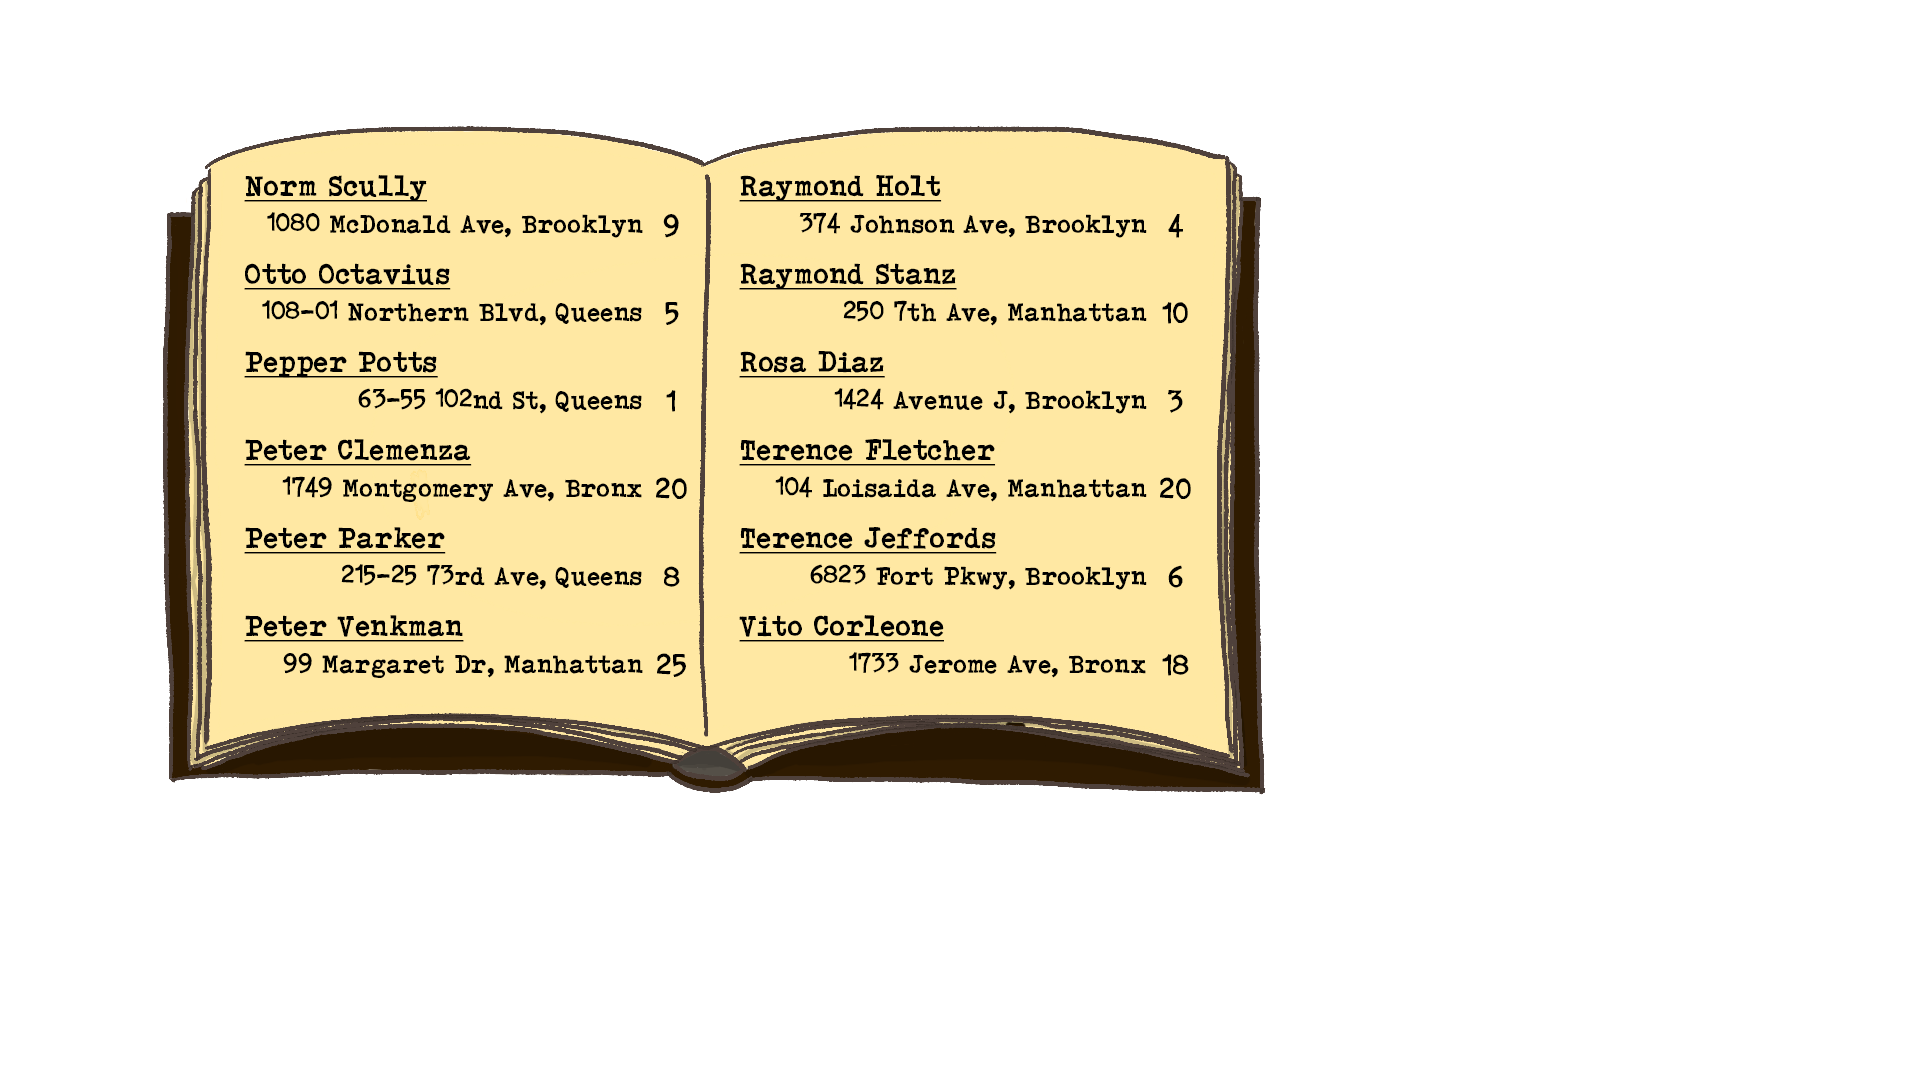 Norm Scully
1080 McDonald Ave, Brooklyn 9
Otto Octavius
108-01 Northern Blvd, Queens 5
Pepper Potts
63-55 102nd St, Queens 1
Peter Clemenza
1749 Montgomery Ave, Bronx 20
Peter Parker
215-25 73rd Ave, Queens 8
Peter Venkman
99 Margaret Dr, Manhattan 25
Raymond Holt
374 Johnson Ave, Brooklyn 4
Raymond Stanz
250 7th Ave, Manhattan 10
Rosa Diaz
1424 Avenue J, Brooklyn 3
Terence Fletcher
104 Loisaida Ave, Manhattan 20
Terence Jeffords
6823 Fort Pkwy, Brooklyn 6
Vito Corleone
1733 Jerome Ave, Bronx 18